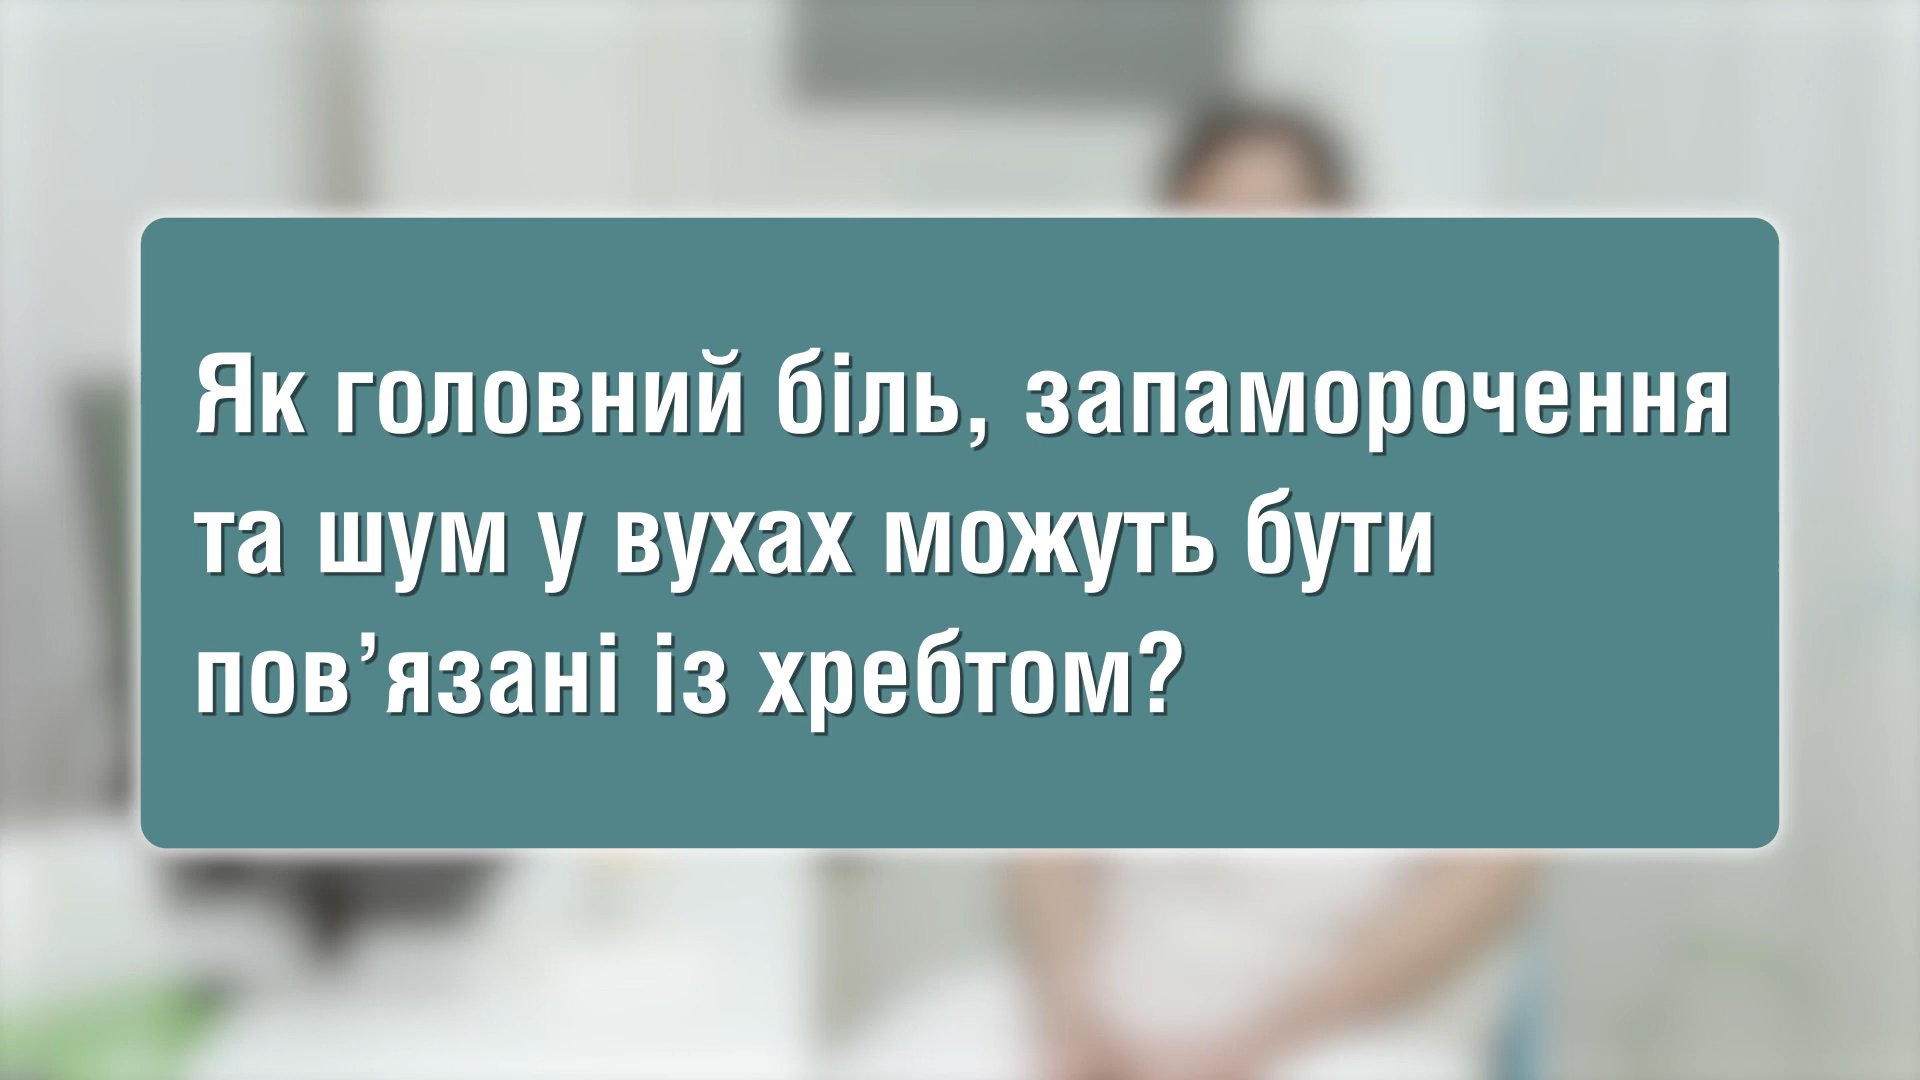 Як головний біль, запаморочення
та шум у вухах можуть бути
пов’язані із хребтом?